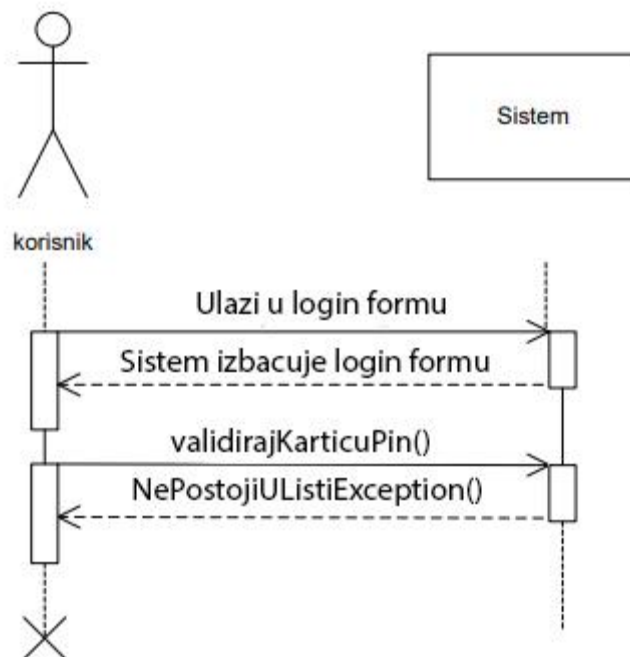 Sistem
korisnik
Ulazi u login formu
Sistem izbacuje login formu
validirajKarticuPin()
NePostojiUListiException()